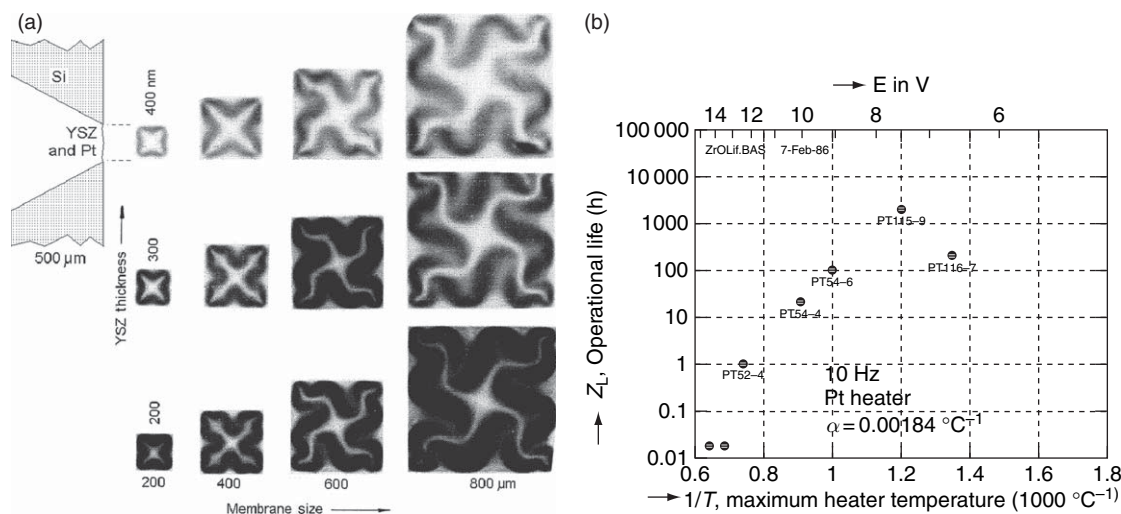 (a)
Si
YSZ
and Pt
500 µm
YSZ thickness
400 nm
300
200
200
400
600
800 µm
Membrane size
(b)
E in V
14 12 10 8 6
100 000
10 000
1000
100
10
1
0.1
0.01
ZrOLif.BAS 7-Feb-86
PT115–9
PT116–7
PT54–6
PT54–4
PT52–4
10 Hz
Pt heater
α = 0.00184 °C⁻¹
Z_L, Operational life (h)
0.6 0.8 1 1.2 1.4 1.6 1.8
1/T, maximum heater temperature (1000 °C⁻¹)